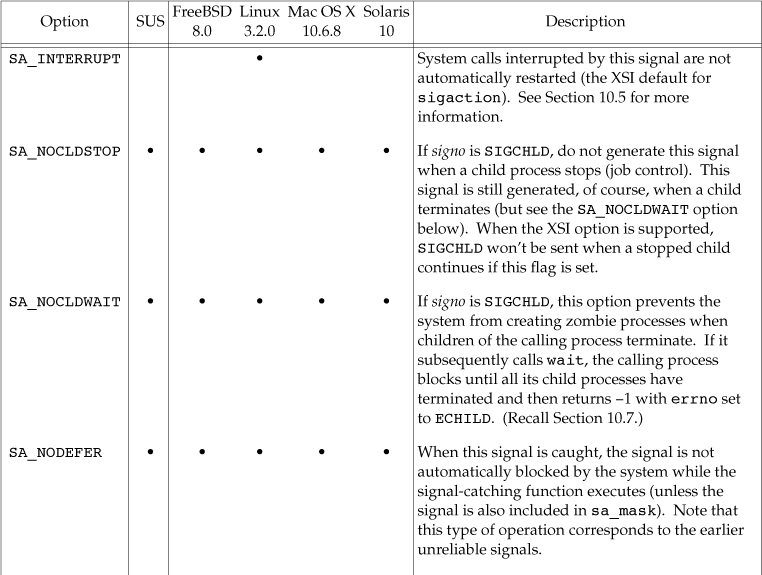 Option SUS FreeBSD 8.0 Linux 3.2.0 Mac OS X 10.6.8 Solaris 10 Description
SA_INTERRUPT • System calls interrupted by this signal are not
automatically restarted (the XSI default for
sigaction). See Section 10.5 for more
information.
SA_NOCLDSTOP • • • • • If signo is SIGCHLD, do not generate this signal
when a child process stops (job control). This
signal is still generated, of course, when a child
terminates (but see the SA_NOCLDWAIT option
below). When the XSI option is supported,
SIGCHLD won't be sent when a stopped child
continues if this flag is set.
SA_NOCLDWAIT • • • • • If signo is SIGCHLD, this option prevents the
system from creating zombie processes when
children of the calling process terminate. If it
subsequently calls wait, the calling process
blocks until all its child processes have
terminated and then returns –1 with errno set
to ECHILD. (Recall Section 10.7.)
SA_NODEFER • • • • • When this signal is caught, the signal is not
automatically blocked by the system while the
signal-catching function executes (unless the
signal is also included in sa_mask). Note that
this type of operation corresponds to the earlier
unreliable signals.